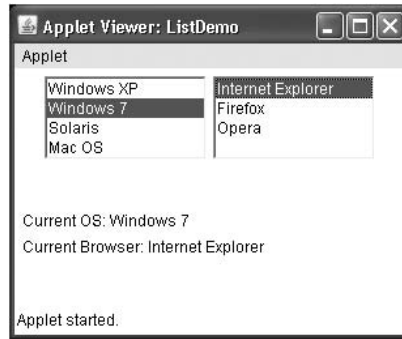 Applet Viewer: ListDemo
Applet
Windows XP
Windows 7
Solaris
Mac OS
Internet Explorer
Firefox
Opera
Current OS: Windows 7
Current Browser: Internet Explorer
Applet started.